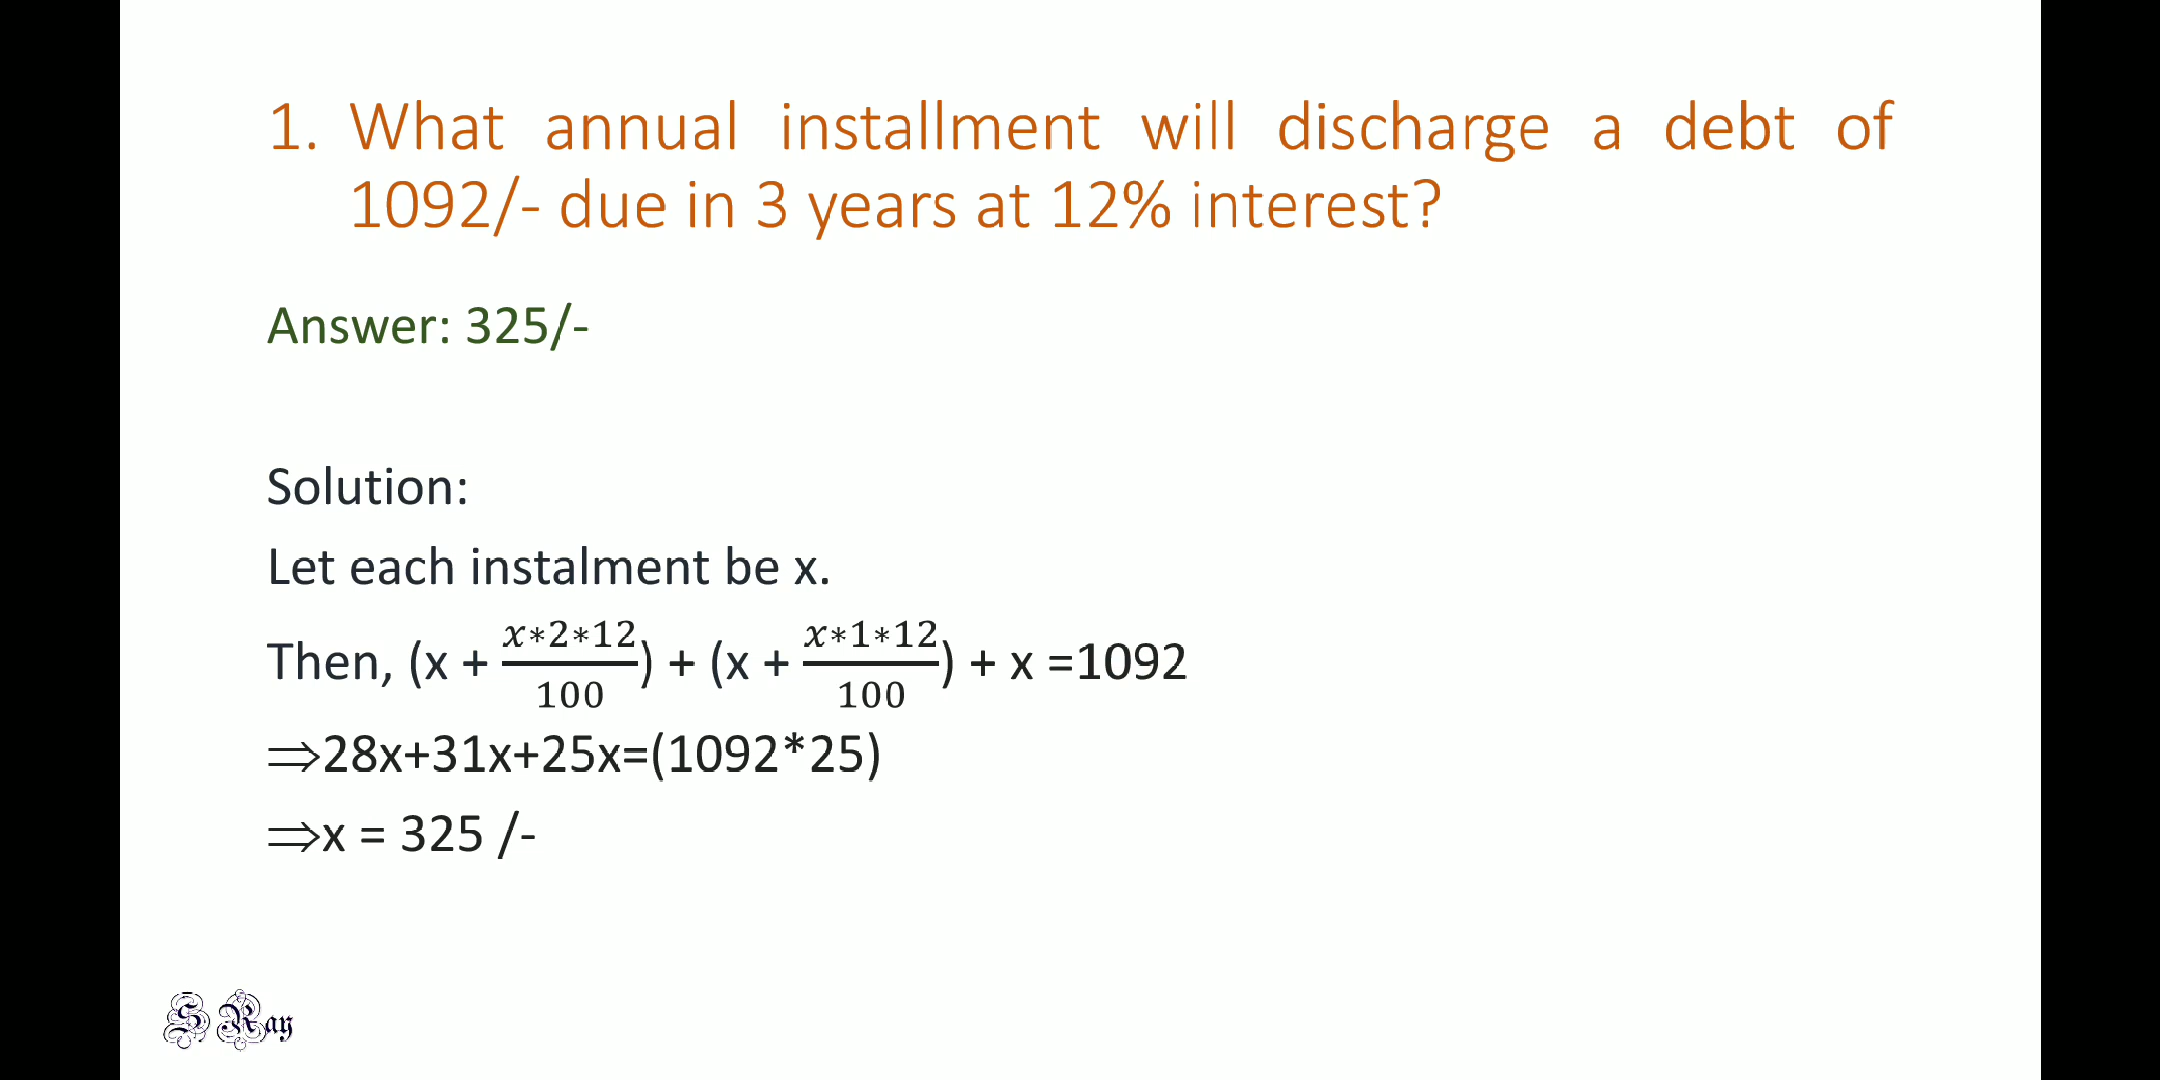 1. What annual installment will discharge a debt of
1092/- due in 3 years at 12% interest?
Answer: 325/-
Solution:
Let each instalment be x.
Then, (x + \frac{x*2*12}{100}) + (x + \frac{x*1*12}{100}) + x =1092
⇒28x+31x+25x=(1092*25)
⇒x = 325 /-
S Ray